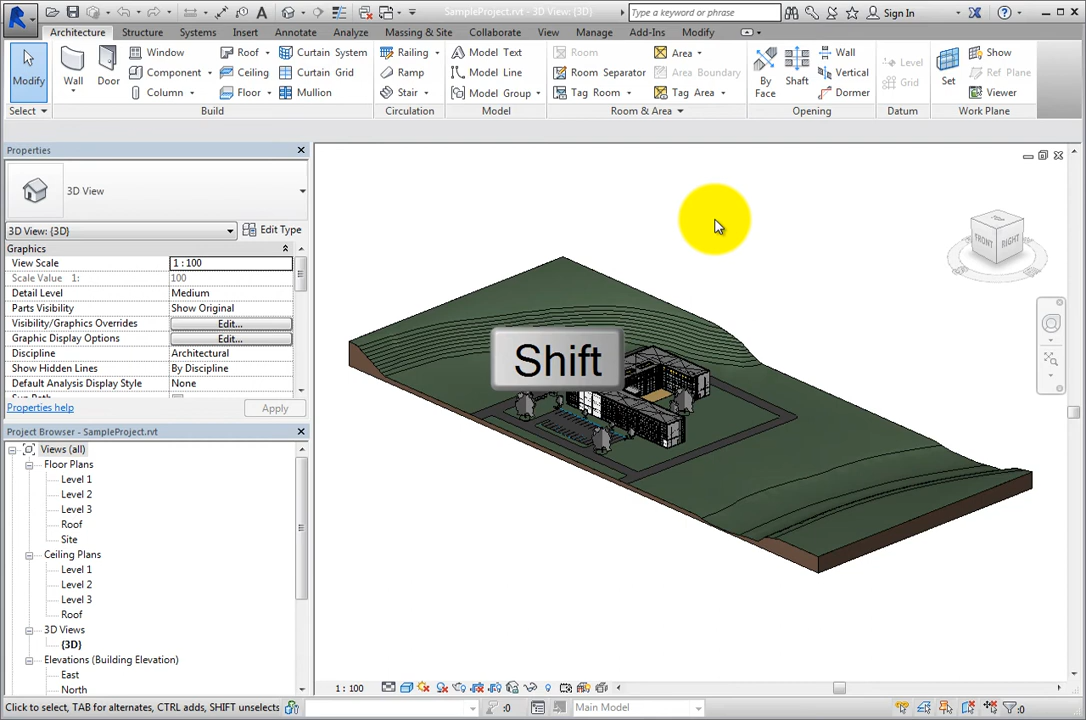 SampleProject.rvt - 3D View: {3D}
Type a keyword or phrase
Sign In
Architecture Structure Systems Insert Annotate Analyze Massing & Site Collaborate View Manage Add-Ins Modify
Modify
Wall
Door
Window
Component
Column
Roof
Ceiling
Floor
Curtain System
Curtain Grid
Mullion
Railing
Ramp
Stair
Model Text
Model Line
Model Group
Room
Room Separator
Tag Room
Area
Area Boundary
Tag Area
By Face
Shaft
Wall
Vertical
Dormer
Level
Grid
Set
Show
Ref Plane
Viewer
Select Build Circulation Model Room & Area Opening Datum Work Plane
Properties
3D View
3D View: {3D} Edit Type
Graphics
View Scale 1 : 100
Scale Value 1: 100
Detail Level Medium
Parts Visibility Show Original
Visibility/Graphics Overrides Edit...
Graphic Display Options Edit...
Discipline Architectural
Show Hidden Lines By Discipline
Default Analysis Display Style None
Properties help Apply
Project Browser - SampleProject.rvt
Views (all)
Floor Plans
Level 1
Level 2
Level 3
Roof
Site
Ceiling Plans
Level 1
Level 2
Level 3
Roof
3D Views
{3D}
Elevations (Building Elevation)
East
North
TOP
FRONT
RIGHT
Shift
1 : 100
Click to select, TAB for alternates, CTRL adds, SHIFT unselects
:0
Main Model
:0